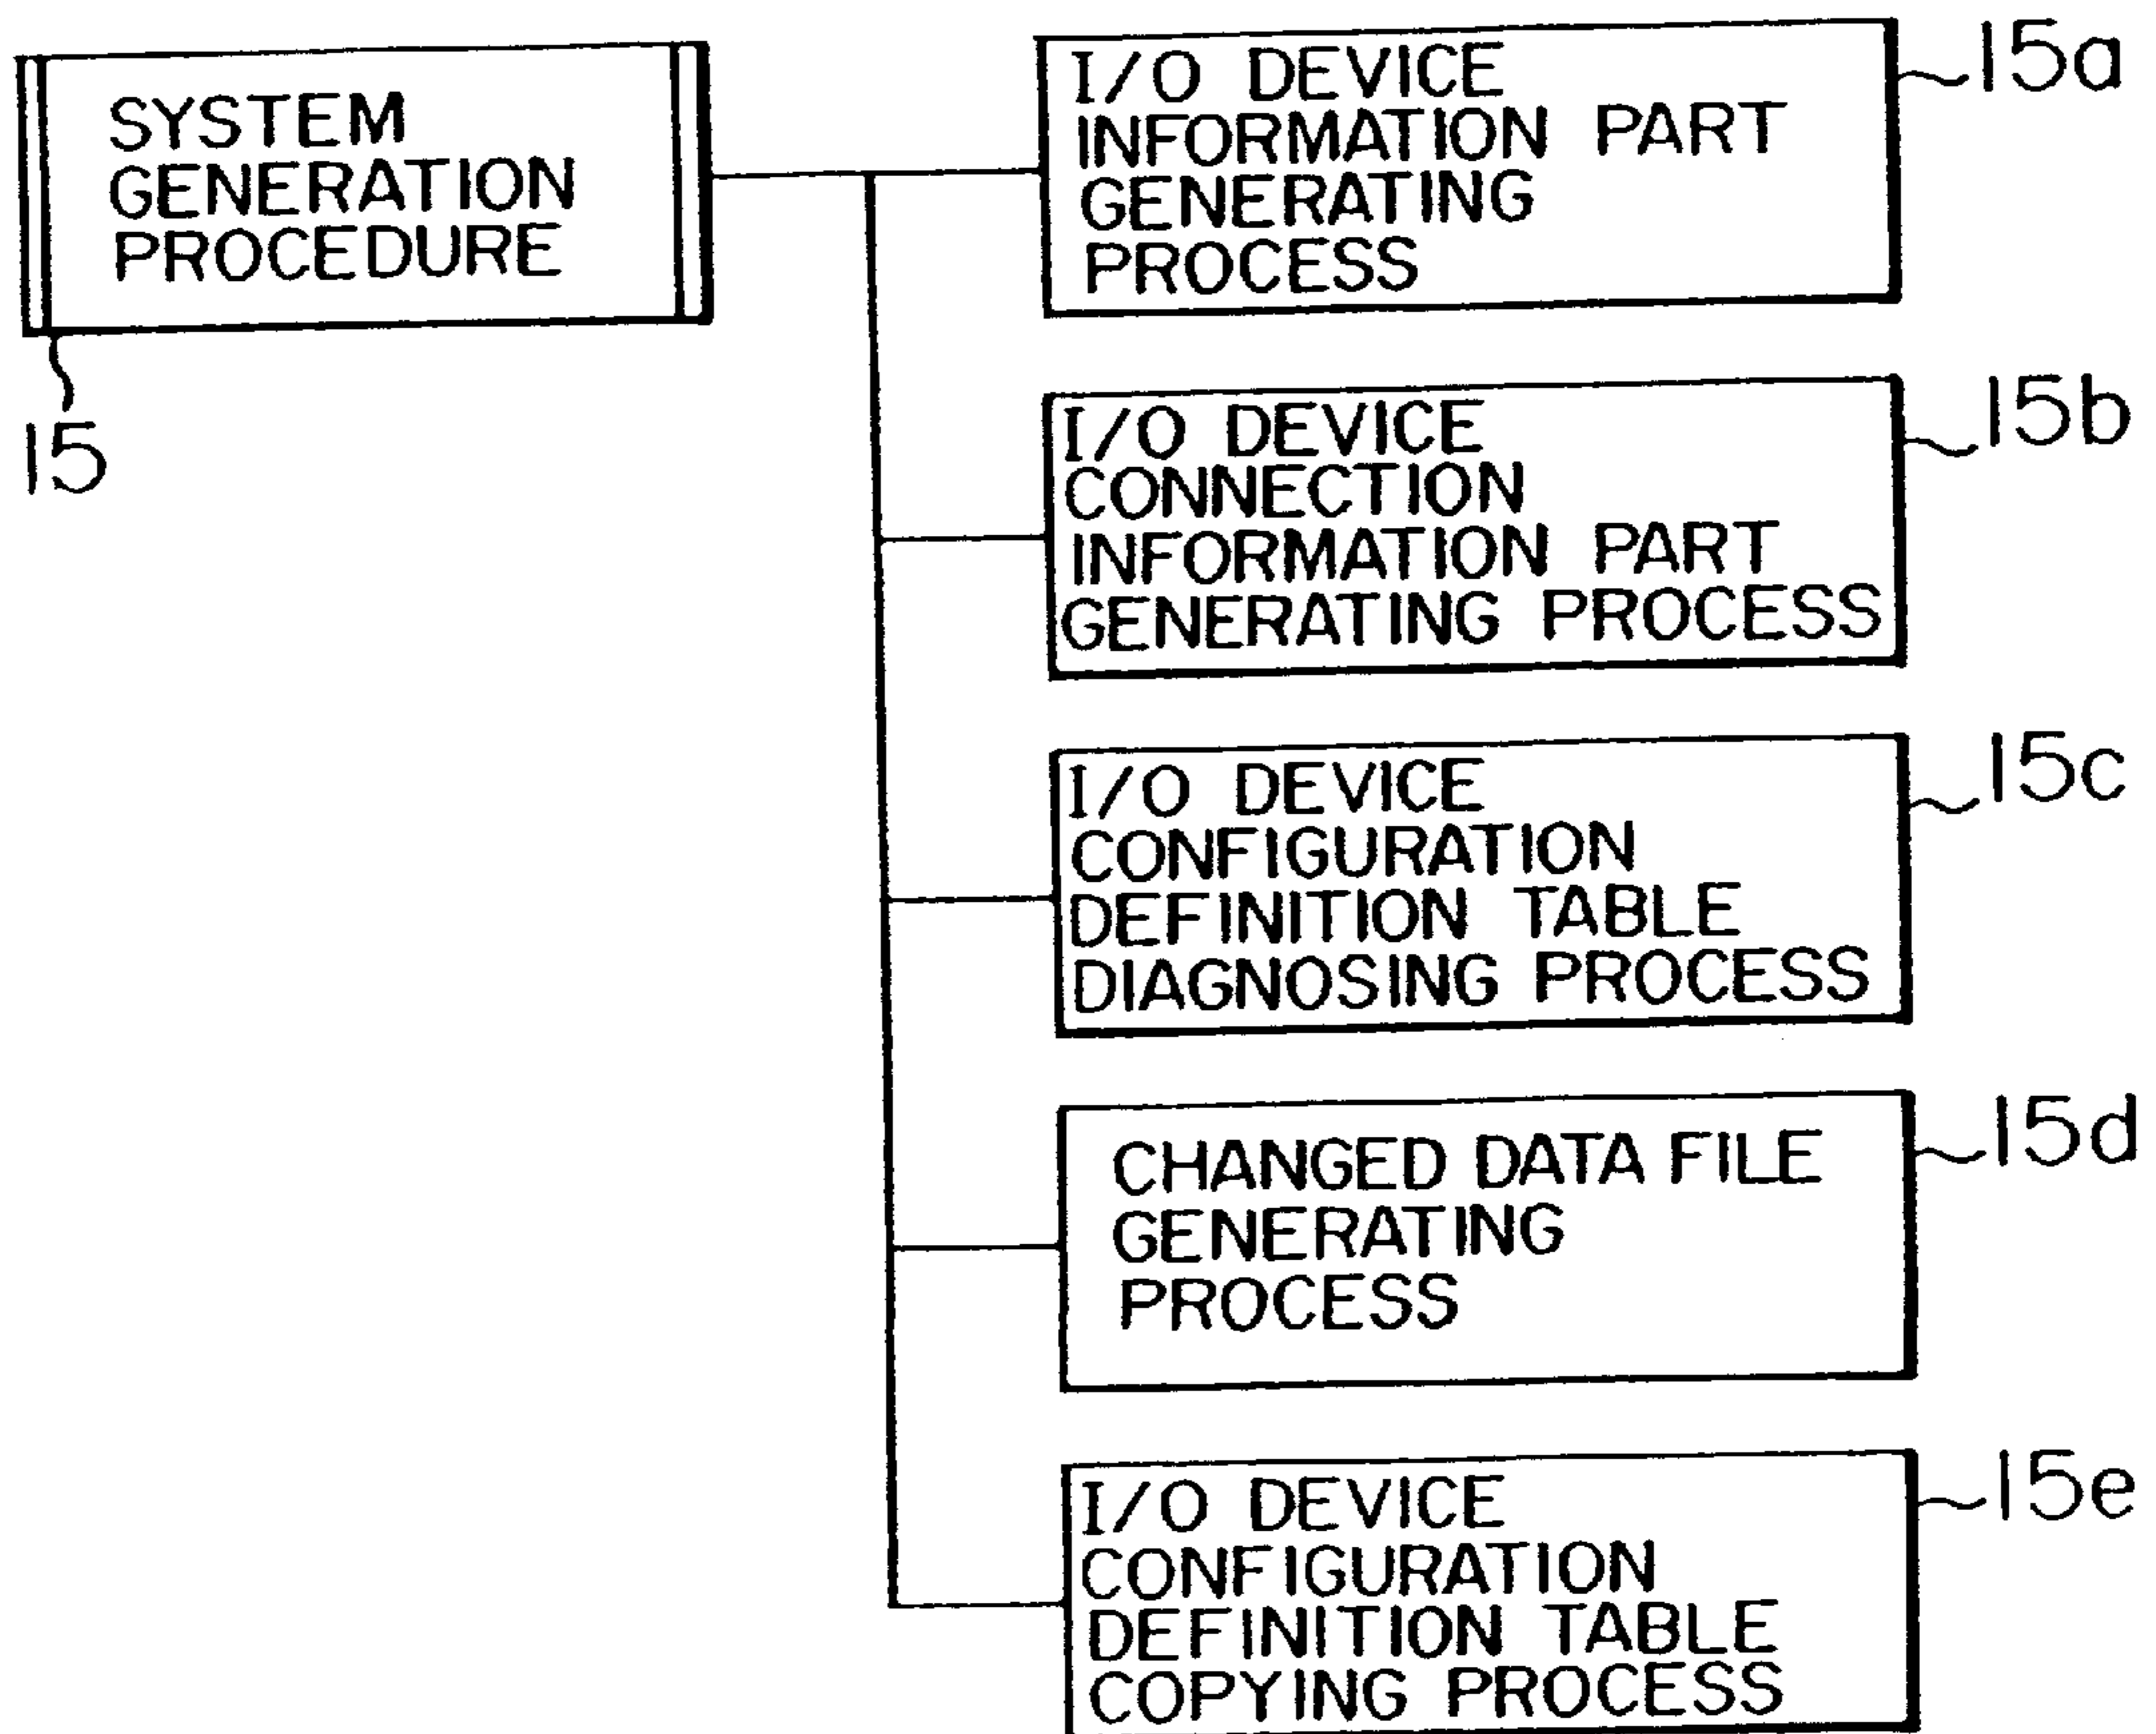 SYSTEM
GENERATION
PROCEDURE
15
I/O DEVICE
INFORMATION PART
GENERATING
PROCESS
15a
I/O DEVICE
CONNECTION
INFORMATION PART
GENERATING PROCESS
15b
I/O DEVICE
CONFIGURATION
DEFINITION TABLE
DIAGNOSING PROCESS
15c
CHANGED DATA FILE
GENERATING
PROCESS
15d
I/O DEVICE
CONFIGURATION
DEFINITION TABLE
COPYING PROCESS
15e